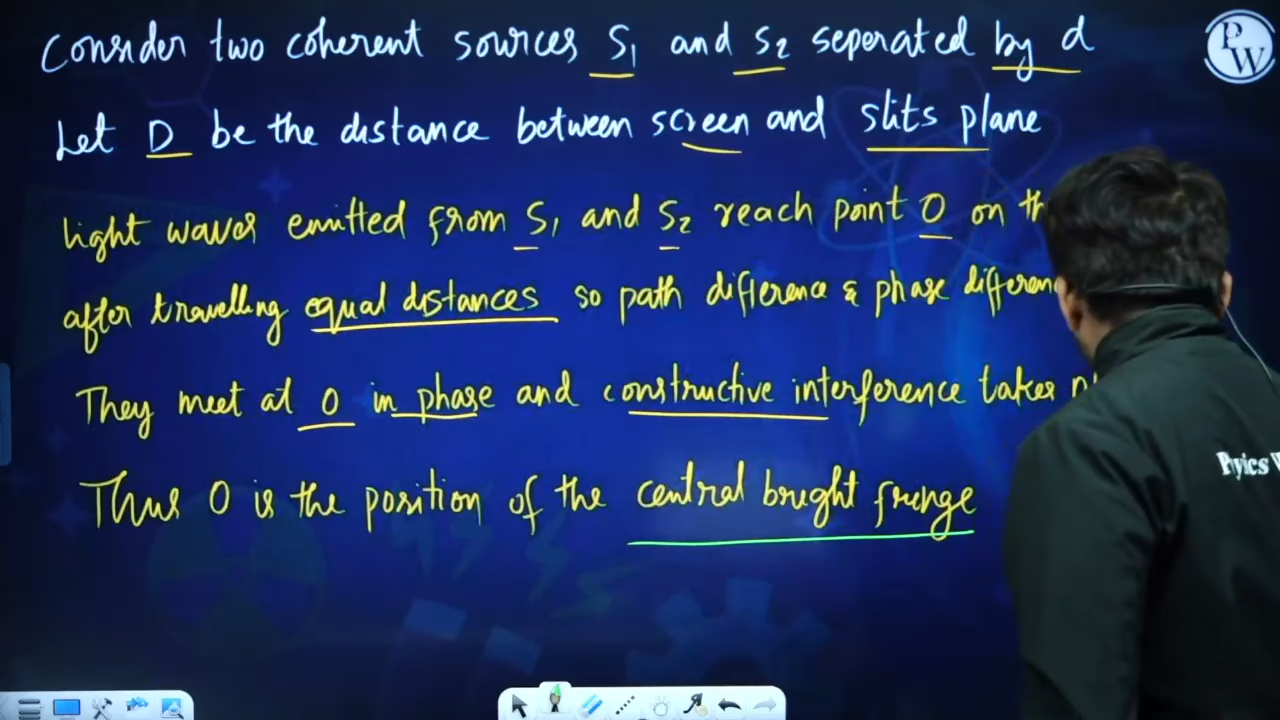 Consider two coherent sources S1 and S2 seperated by d
Let D be the distance between screen and slits plane
light waves emitted from S1 and S2 reach point O on th
after travelling equal distances so path difference & phase differen
They meet at O in phase and constructive interference takes
Thus O is the position of the central bright fringe
PW
Physics W